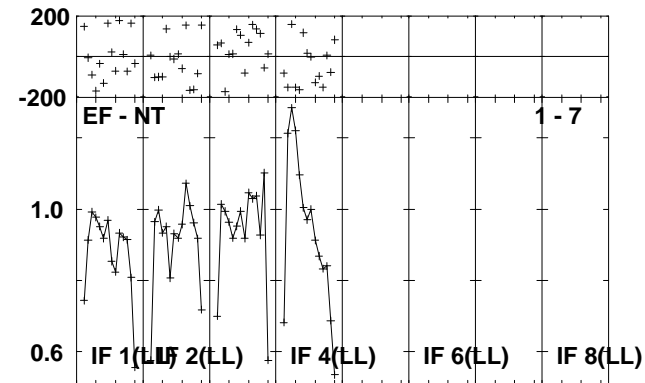 200
-200
EF - NT 1 - 7
1.0
0.6
IF 1(LL) IF 2(LL) IF 4(LL) IF 6(LL) IF 8(LL)